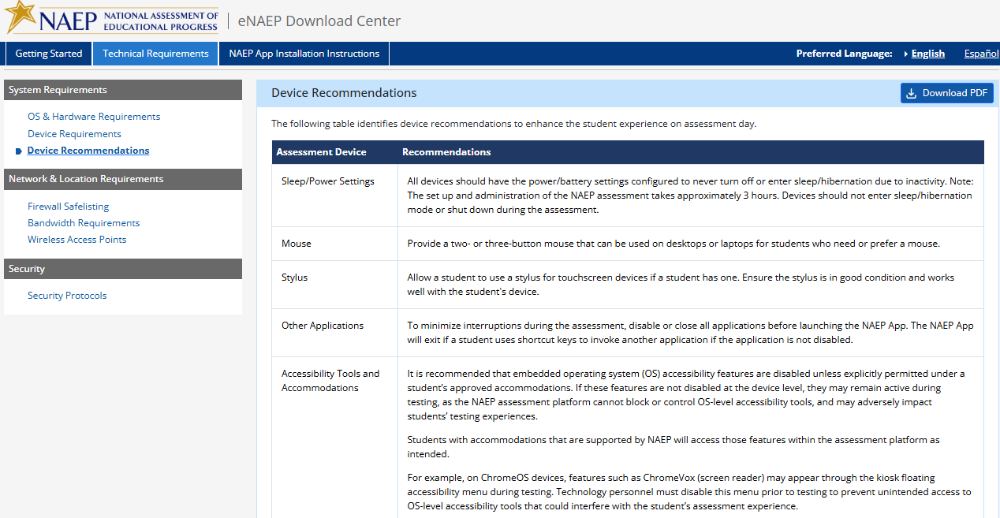 NAEP NATIONAL ASSESSMENT OF
EDUCATIONAL PROGRESS
eNAEP Download Center
Getting Started
Technical Requirements
NAEP App Installation Instructions
Preferred Language:
English
Español
System Requirements
OS & Hardware Requirements
Device Requirements
Device Recommendations
Network & Location Requirements
Firewall Safelisting
Bandwidth Requirements
Wireless Access Points
Security
Security Protocols
Device Recommendations
Download PDF
The following table identifies device recommendations to enhance the student experience on assessment day.
Assessment Device
Recommendations
Sleep/Power Settings
All devices should have the power/battery settings configured to never turn off or enter sleep/hibernation due to inactivity. Note:
The set up and administration of the NAEP assessment takes approximately 3 hours. Devices should not enter sleep/hibernation
mode or shut down during the assessment.
Mouse
Provide a two- or three-button mouse that can be used on desktops or laptops for students who need or prefer a mouse.
Stylus
Allow a student to use a stylus for touchscreen devices if a student has one. Ensure the stylus is in good condition and works
well with the student's device.
Other Applications
To minimize interruptions during the assessment, disable or close all applications before launching the NAEP App. The NAEP App
will exit if a student uses shortcut keys to invoke another application if the application is not disabled.
Accessibility Tools and
Accommodations
It is recommended that embedded operating system (OS) accessibility features are disabled unless explicitly permitted under a
student’s approved accommodations. If these features are not disabled at the device level, they may remain active during
testing, as the NAEP assessment platform cannot block or control OS-level accessibility tools, and may adversely impact
students’ testing experiences.
Students with accommodations that are supported by NAEP will access those features within the assessment platform as
intended.
For example, on ChromeOS devices, features such as ChromeVox (screen reader) may appear through the kiosk floating
accessibility menu during testing. Technology personnel must disable this menu prior to testing to prevent unintended access to
OS-level accessibility tools that could interfere with the student’s assessment experience.